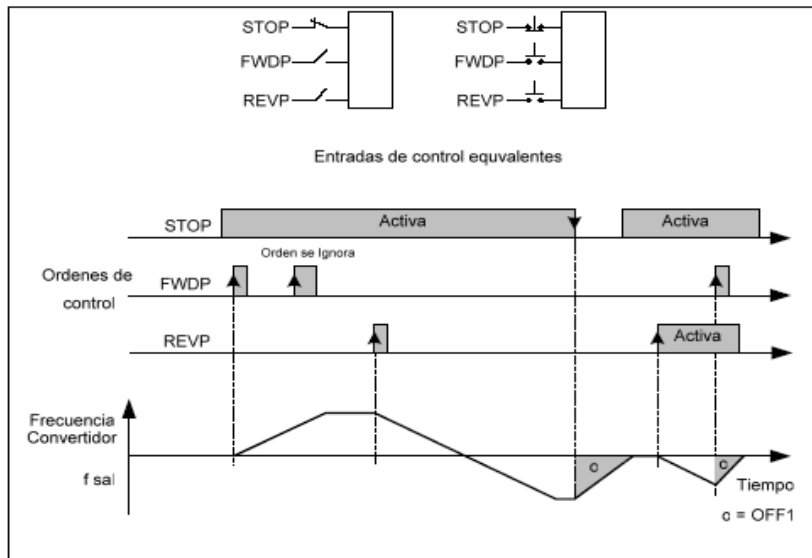 STOP
FWDP
REVP
STOP
FWDP
REVP
Entradas de control equvalentes
STOP
Activa
Activa
Ordenes de
control
FWDP
Orden se Ignora
REVP
Activa
Frecuencia
Convertidor
f sal
c
c
Tiempo
c = OFF1